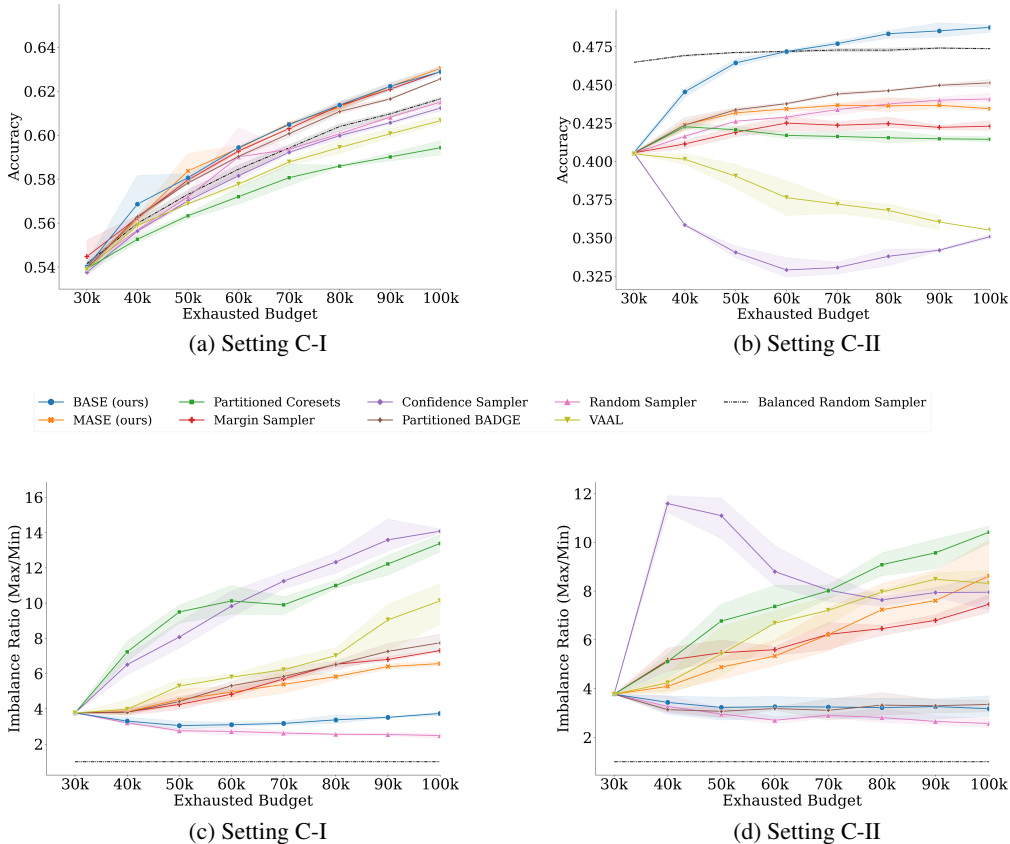 0.64
0.62
0.60
0.58
0.56
0.54
Accuracy
30k 40k 50k 60k 70k 80k 90k 100k
Exhausted Budget
(a) Setting C-I
0.475
0.450
0.425
0.400
0.375
0.350
0.325
Accuracy
30k 40k 50k 60k 70k 80k 90k 100k
Exhausted Budget
(b) Setting C-II
BASE (ours) Partitioned Coresets Confidence Sampler Random Sampler Balanced Random Sampler
MASE (ours) Margin Sampler Partitioned BADGE VAAL
16
14
12
10
8
6
4
2
Imbalance Ratio (Max/Min)
30k 40k 50k 60k 70k 80k 90k 100k
Exhausted Budget
(c) Setting C-I
12
10
8
6
4
2
Imbalance Ratio (Max/Min)
30k 40k 50k 60k 70k 80k 90k 100k
Exhausted Budget
(d) Setting C-II